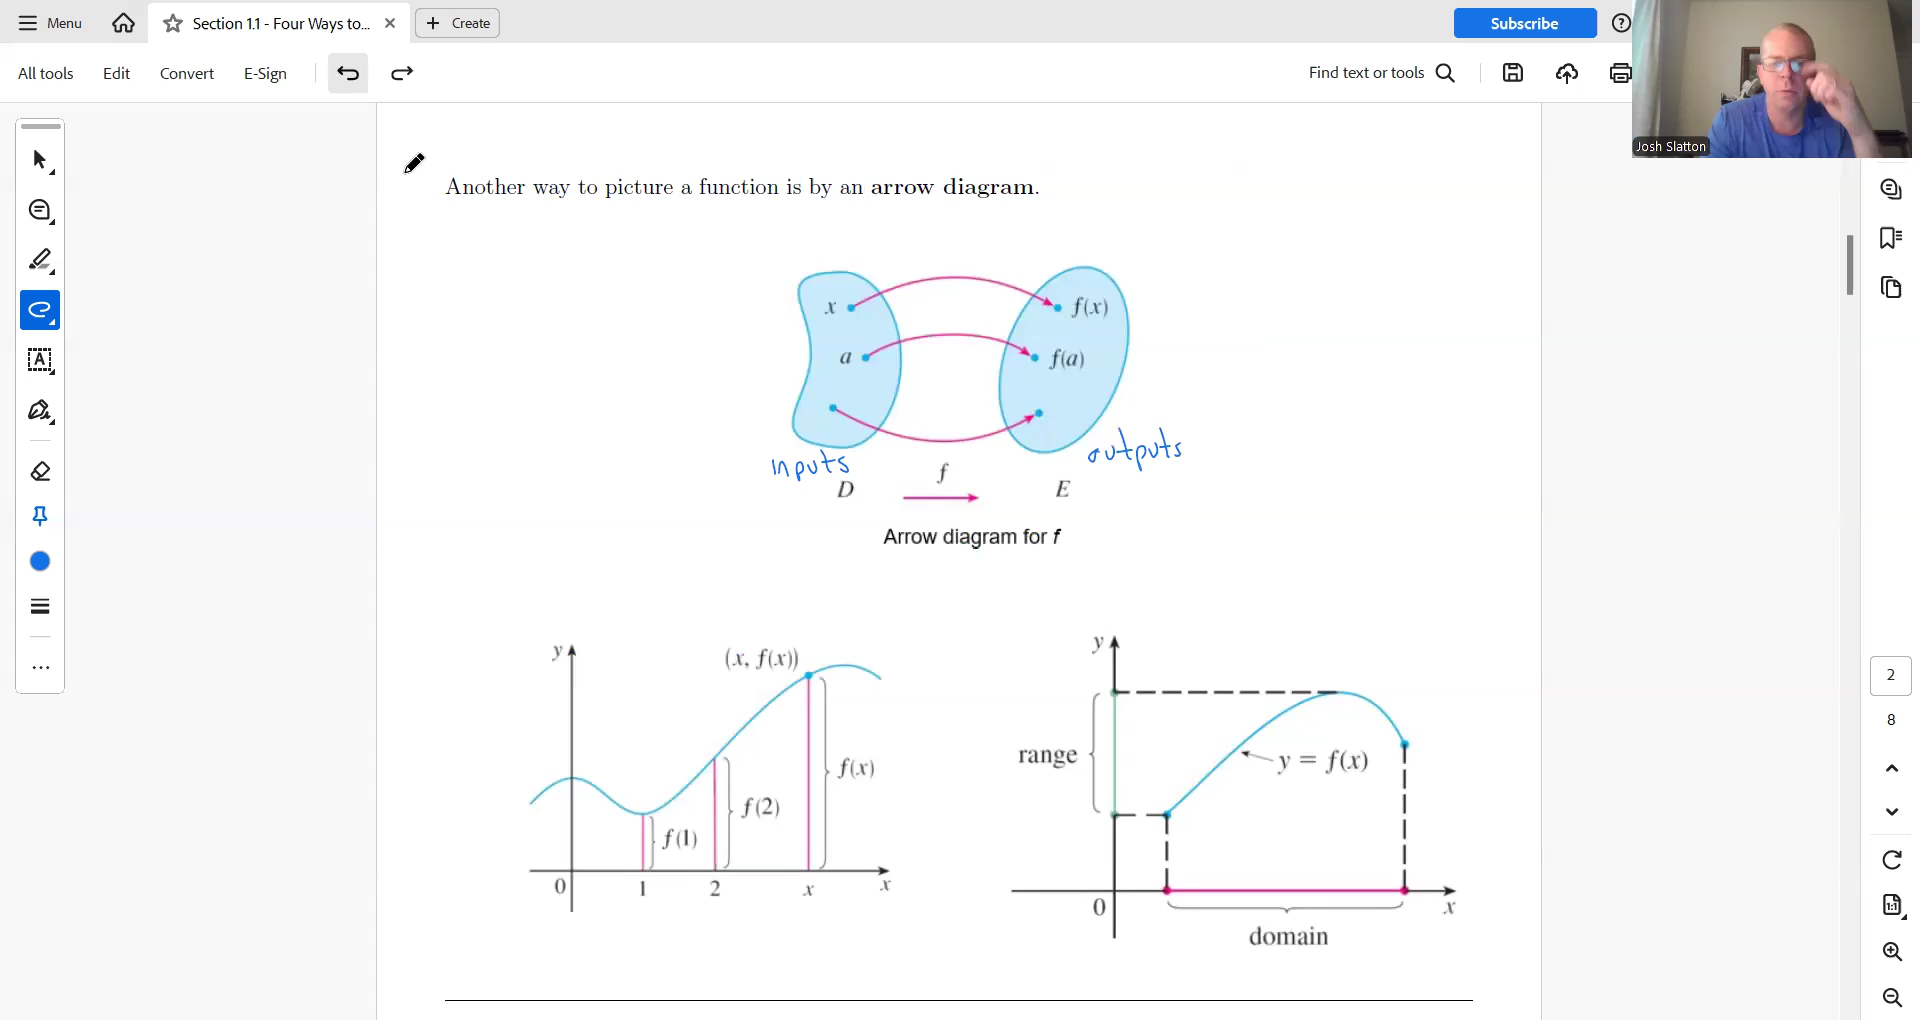 Menu
Section 1.1 - Four Ways to...
Create
Subscribe
All tools
Edit
Convert
E-Sign
Find text or tools
Josh Slatton
Another way to picture a function is by an arrow diagram.
x
f(x)
a
f(a)
inputs
outputs
D
f
E
Arrow diagram for f
y
(x, f(x))
f(x)
f(2)
f(1)
0
1
2
x
x
y
range
y = f(x)
0
x
domain
A
2
8
1:1